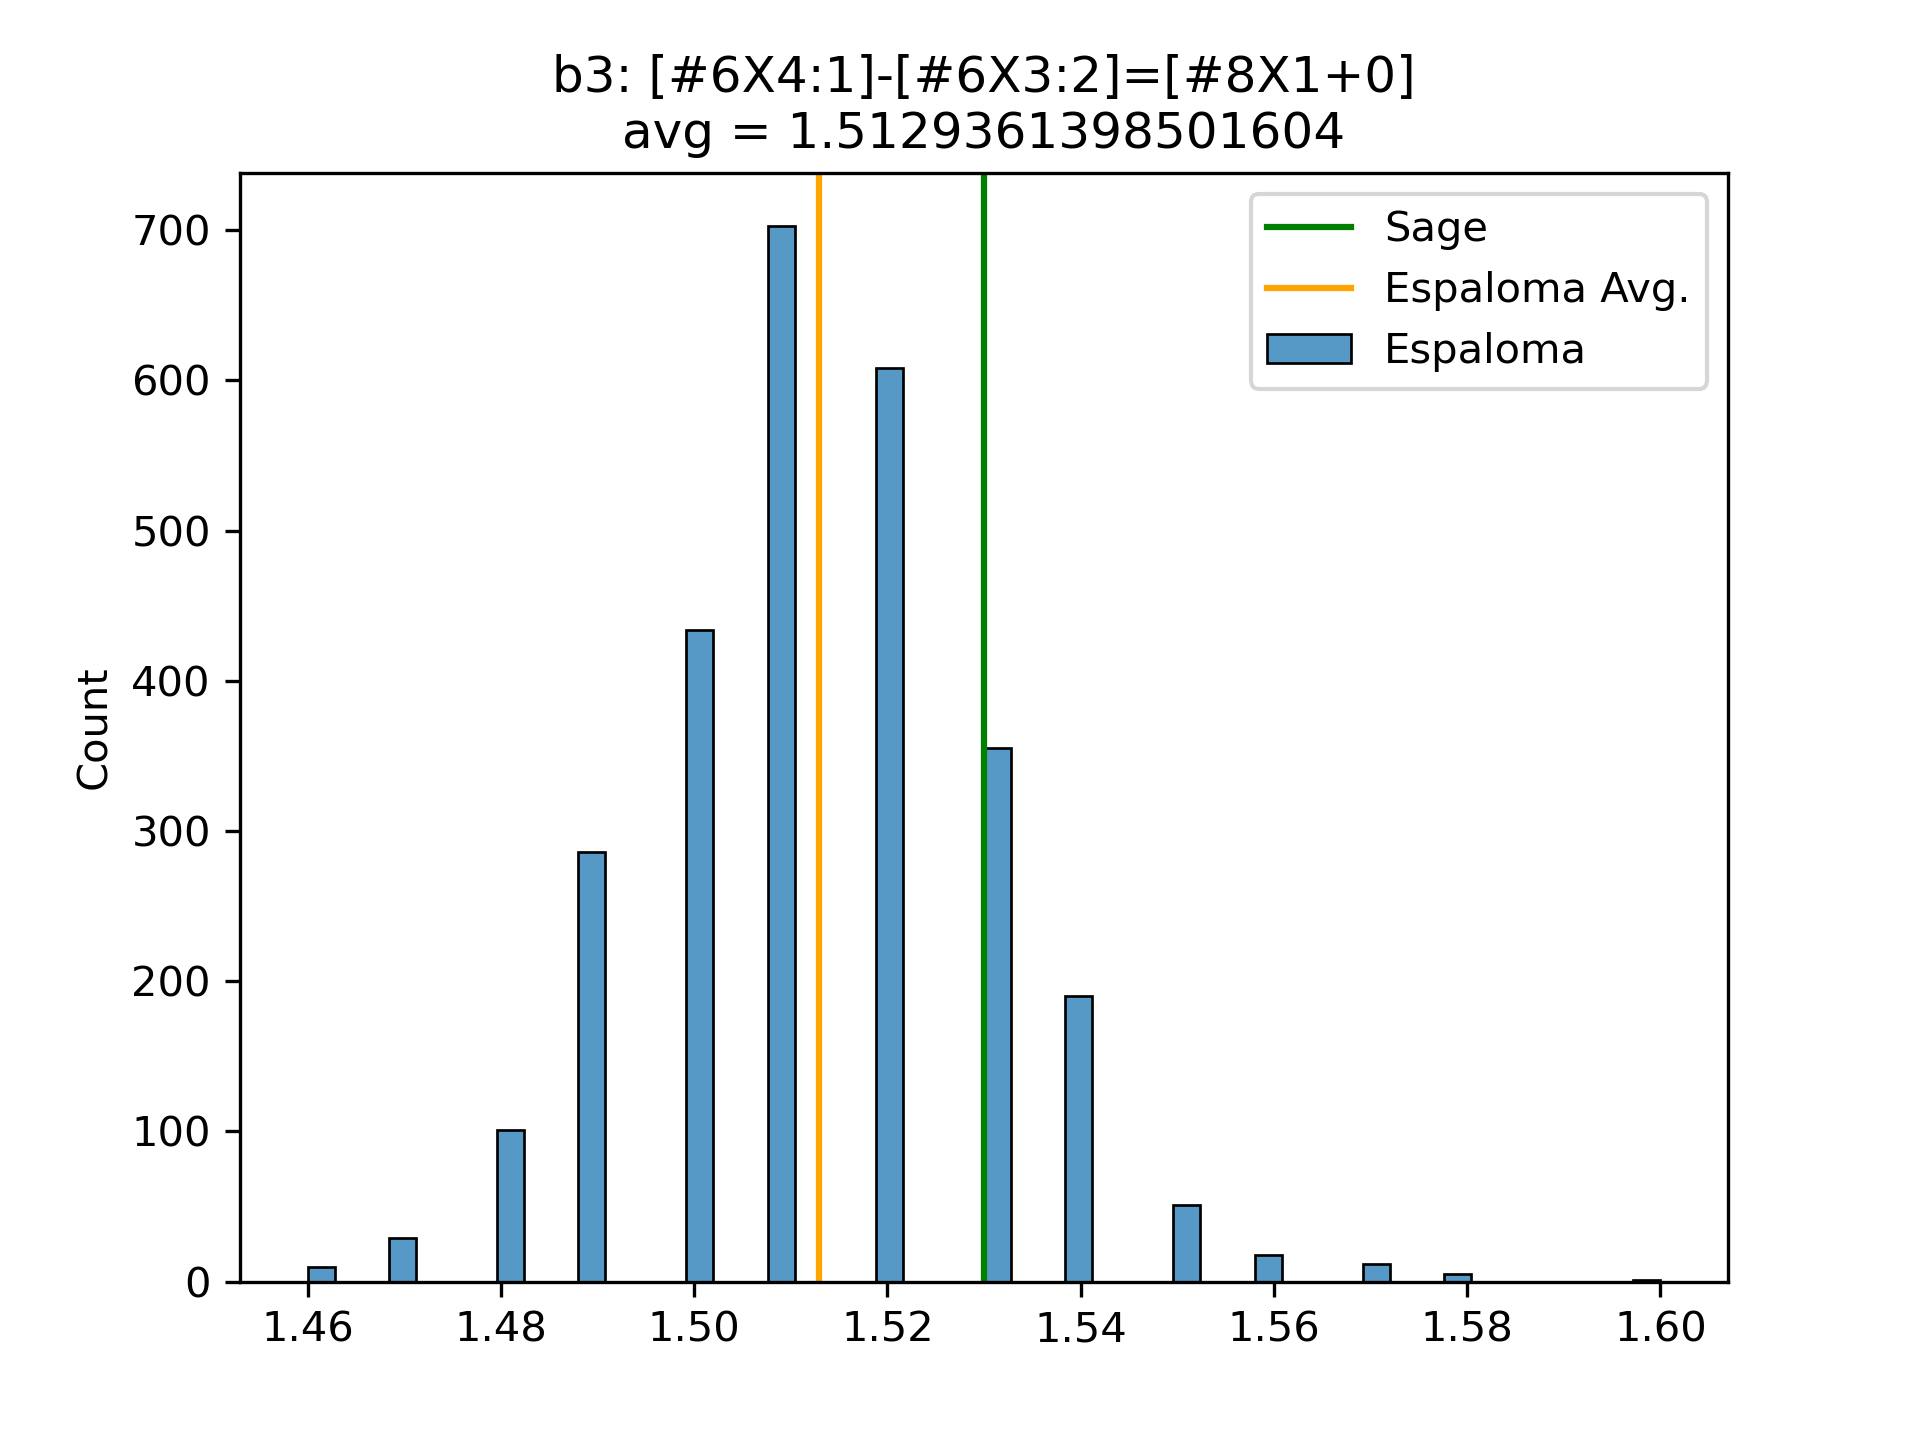 b3: [#6X4:1]-[#6X3:2]=[#8X1+0]
avg = 1.5129361398501604
Sage
Espaloma Avg.
Espaloma
Count
700
600
500
400
300
200
100
0
1.46 1.48 1.50 1.52 1.54 1.56 1.58 1.60